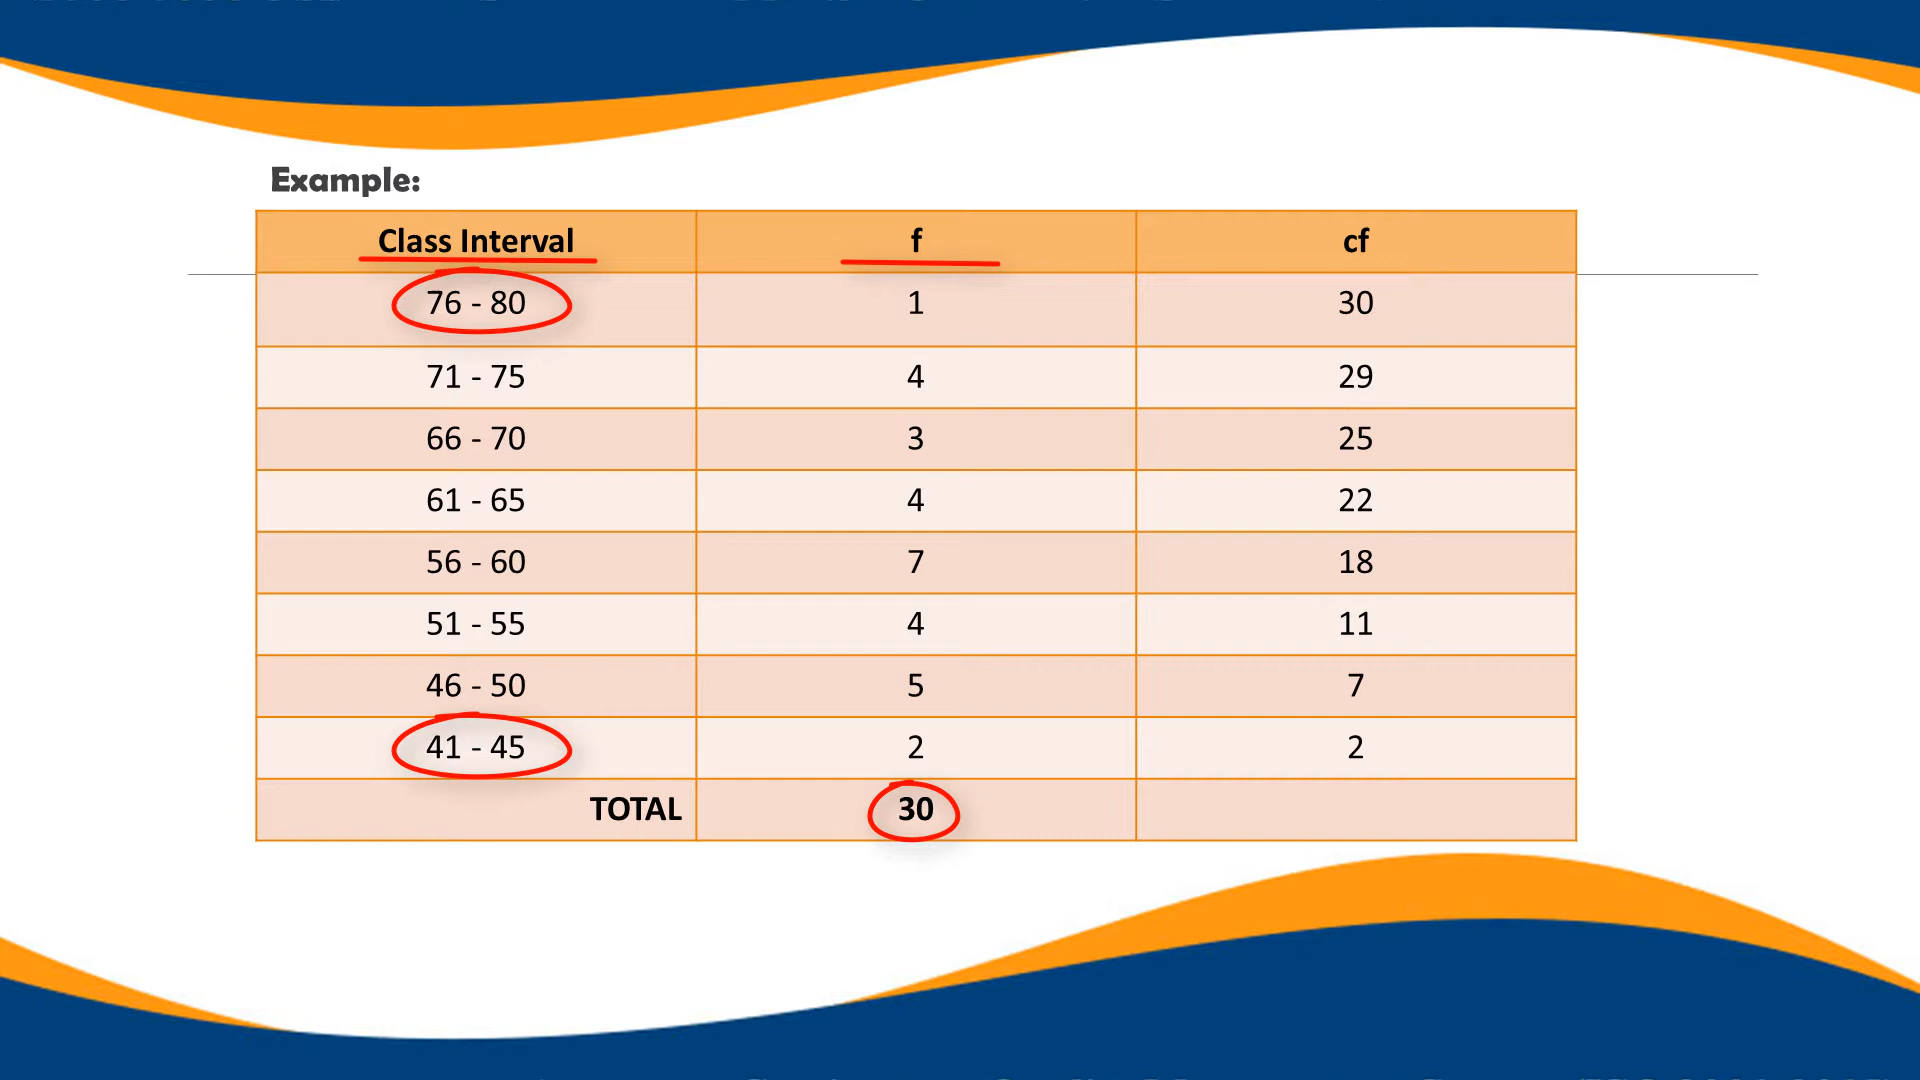 Example:
Class Interval f cf
76 - 80 1 30
71 - 75 4 29
66 - 70 3 25
61 - 65 4 22
56 - 60 7 18
51 - 55 4 11
46 - 50 5 7
41 - 45 2 2
TOTAL 30